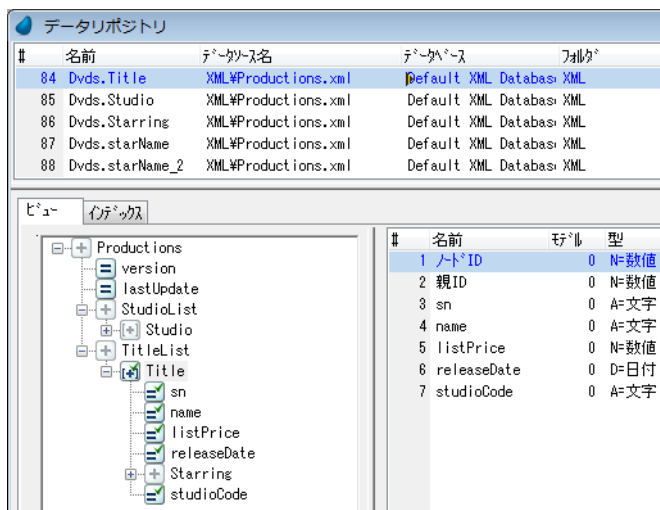 データリポジトリ
# 名前 ﾃﾞｰﾀｿｰｽ名 ﾃﾞｰﾀﾍﾞｰｽ ﾌｫﾙﾀﾞ
84 Dvds.Title XML¥Productions.xml Default XML Databas XML
85 Dvds.Studio XML¥Productions.xml Default XML Databas XML
86 Dvds.Starring XML¥Productions.xml Default XML Databas XML
87 Dvds.starName XML¥Productions.xml Default XML Databas XML
88 Dvds.starName_2 XML¥Productions.xml Default XML Databas XML
ﾋﾞｭｰ ｲﾝﾃﾞｯｸｽ
Productions
version
lastUpdate
StudioList
Studio
TitleList
Title
sn
name
listPrice
releaseDate
Starring
studioCode
# 名前 ﾓﾃﾞﾙ 型
1 ﾉｰﾄﾞID 0 N=数値
2 親ID 0 N=数値
3 sn 0 A=文字
4 name 0 A=文字
5 listPrice 0 N=数値
6 releaseDate 0 D=日付
7 studioCode 0 A=文字